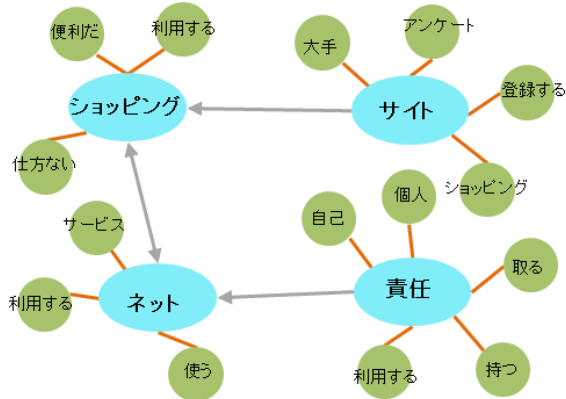 便利だ
利用する
ショッピング
仕方ない
大手
アンケート
サイト
登録する
ショッピング
サービス
利用する
ネット
使う
自己
個人
責任
取る
利用する
持つ